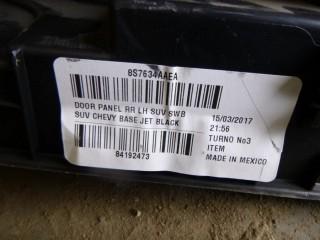 8S7634AAEA
DOOR PANEL RR LH SUV SWB
SUV CHEVY BASE JET BLACK
84192473
15/03/2017
21:56
TURNO No3
ITEM
MADE IN MEXICO